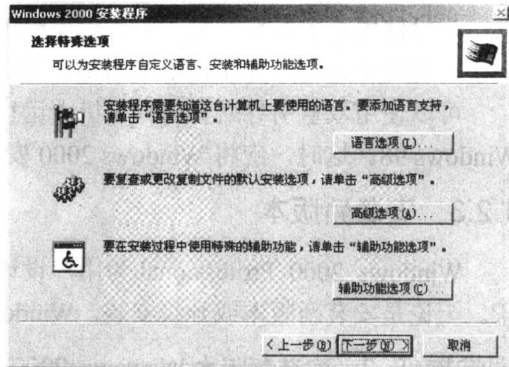 Windows 2000 安装程序
选择特殊选项
可以为安装程序自定义语言、安装和辅助功能选项。
安装程序需要知道这台计算机上要使用的语言。要添加语言支持，
请单击“语言选项”。
语言选项(L)...
要复查或更改复制文件的默认安装选项，请单击“高级选项”。
高级选项(A)...
要在安装过程中使用特殊的辅助功能，请单击“辅助功能选项”。
辅助功能选项(C)...
< 上一步(B) 下一步(N) > 取消